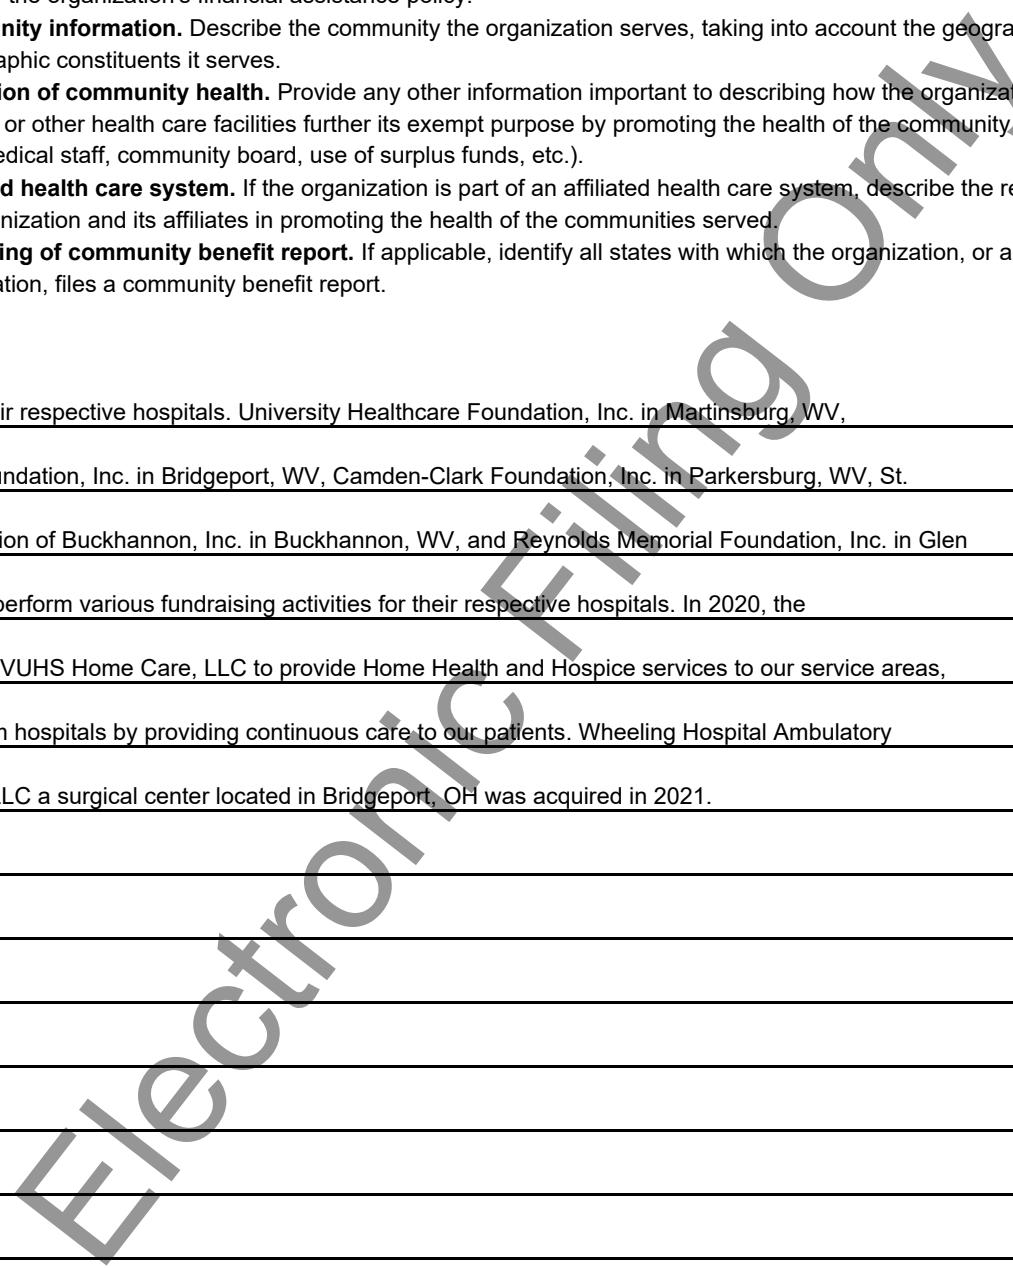 the organization's financial assistance policy.
nity information. Describe the community the organization serves, taking into account the geogra
aphic constituents it serves.
ion of community health. Provide any other information important to describing how the organizat
or other health care facilities further its exempt purpose by promoting the health of the community,
edical staff, community board, use of surplus funds, etc.).
d health care system. If the organization is part of an affiliated health care system, describe the re
nization and its affiliates in promoting the health of the communities served.
ing of community benefit report. If applicable, identify all states with which the organization, or a
ation, files a community benefit report.
ir respective hospitals. University Healthcare Foundation, Inc. in Martinsburg, WV,
undation, Inc. in Bridgeport, WV, Camden-Clark Foundation, Inc. in Parkersburg, WV, St.
ion of Buckhannon, Inc. in Buckhannon, WV, and Reynolds Memorial Foundation, Inc. in Glen
perform various fundraising activities for their respective hospitals. In 2020, the
VUHS Home Care, LLC to provide Home Health and Hospice services to our service areas,
n hospitals by providing continuous care to our patients. Wheeling Hospital Ambulatory
LLC a surgical center located in Bridgeport, OH was acquired in 2021.
Electronic Filing Only